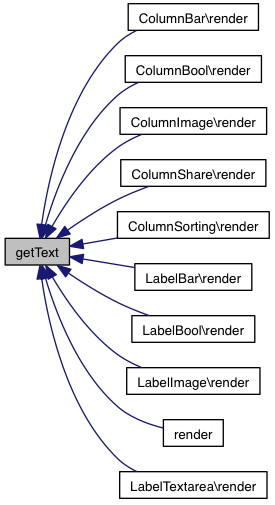 ColumnBar\render
ColumnBool\render
ColumnImage\render
ColumnShare\render
ColumnSorting\render
getText
LabelBar\render
LabelBool\render
LabelImage\render
render
LabelTextarea\render